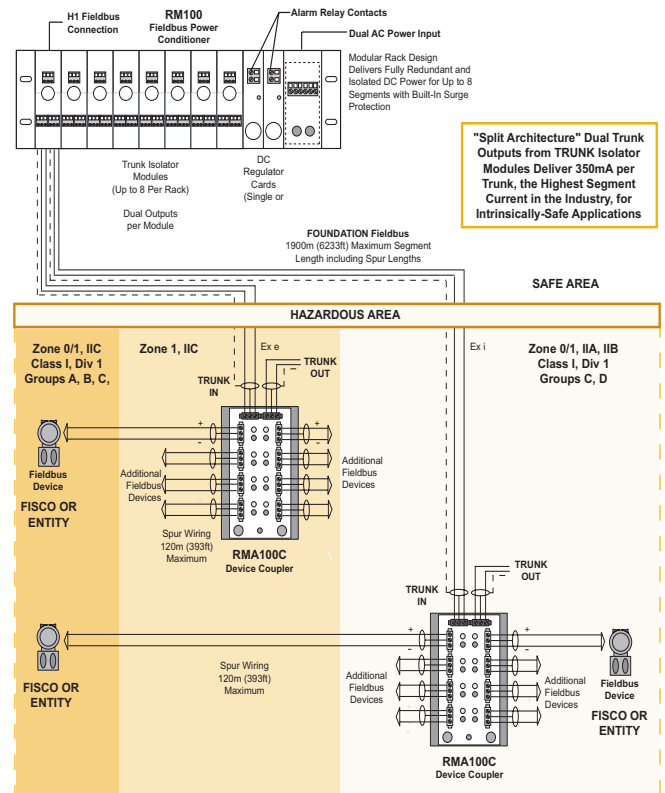 H1 Fieldbus
Connection
RM100
Fieldbus Power
Conditioner
Alarm Relay Contacts
Dual AC Power Input
Modular Rack Design
Delivers Fully Redundant and
Isolated DC Power for Up to 8
Segments with Built-In Surge
Protection
Trunk Isolator
Modules
(Up to 8 Per Rack)
Dual Outputs
per Module
DC
Regulator
Cards
(Single or
"Split Architecture" Dual Trunk
Outputs from TRUNK Isolator
Modules Deliver 350mA per
Trunk, the Highest Segment
Current in the Industry, for
Intrinsically-Safe Applications
FOUNDATION Fieldbus
1900m (6233ft) Maximum Segment
Length including Spur Lengths
SAFE AREA
HAZARDOUS AREA
Zone 0/1, IIC
Class I, Div 1
Groups A, B, C,
Zone 1, IIC
Ex e
Ex i
Zone 0/1, IIA, IIB
Class I, Div 1
Groups C, D
TRUNK
OUT
–
TRUNK
IN
+
-
Fieldbus
Device
FISCO OR
ENTITY
Additional
Fieldbus
Devices
Additional
Fieldbus
Devices
Spur Wiring
120m (393ft)
Maximum
RMA100C
Device Coupler
\
TRUNK
OUT
–
TRUNK
IN
+
-
+
-
FISCO OR
ENTITY
Spur Wiring
120m (393ft)
Maximum
Additional
Fieldbus
Devices
Additional
Fieldbus
Devices
Fieldbus
Device
FISCO OR
ENTITY
RMA100C
Device Coupler